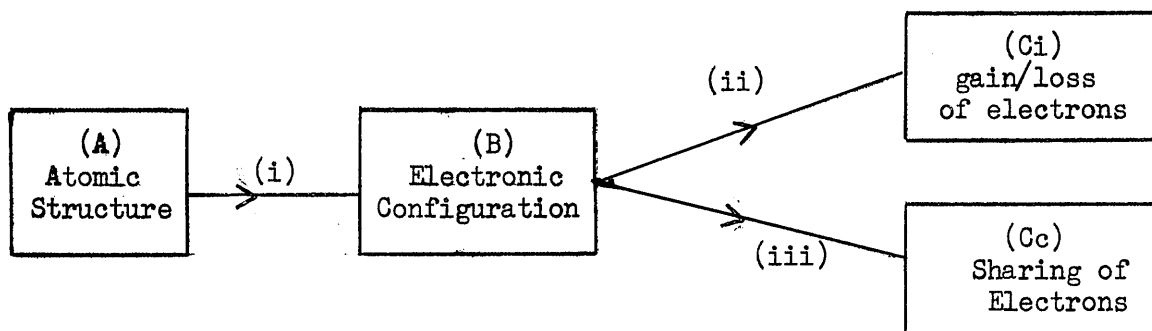 (A)
Atomic
Structure
(i)
(B)
Electronic
Configuration
(ii)
(iii)
(Ci)
gain/loss
of electrons
(Cc)
Sharing of
Electrons